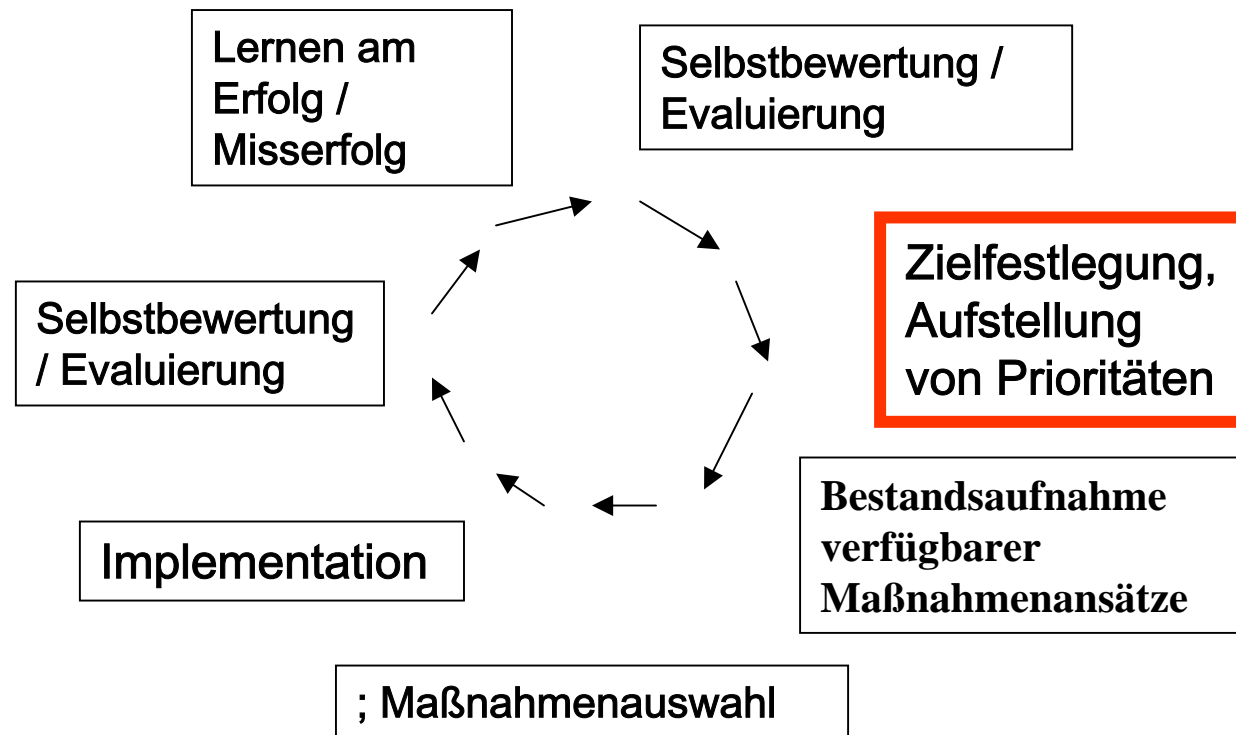 Lernen am
Erfolg /
Misserfolg
Selbstbewertung /
Evaluierung
Zielfestlegung,
Aufstellung
von Prioritäten
Bestandsaufnahme
verfügbarer
Maßnahmenansätze
; Maßnahmenauswahl
Implementation
Selbstbewertung
/ Evaluierung